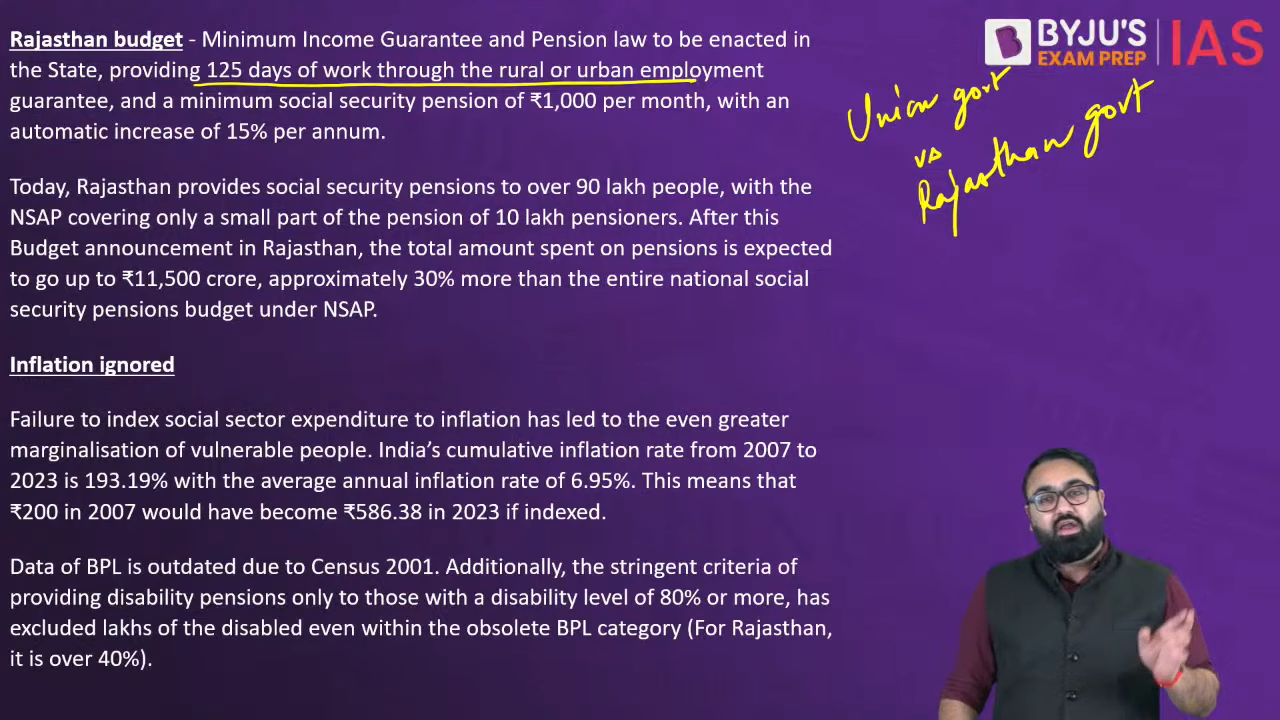 Rajasthan budget - Minimum Income Guarantee and Pension law to be enacted in
the State, providing 125 days of work through the rural or urban employment
guarantee, and a minimum social security pension of ₹1,000 per month, with an
automatic increase of 15% per annum.
Today, Rajasthan provides social security pensions to over 90 lakh people, with the
NSAP covering only a small part of the pension of 10 lakh pensioners. After this
Budget announcement in Rajasthan, the total amount spent on pensions is expected
to go up to ₹11,500 crore, approximately 30% more than the entire national social
security pensions budget under NSAP.
Inflation ignored
Failure to index social sector expenditure to inflation has led to the even greater
marginalisation of vulnerable people. India’s cumulative inflation rate from 2007 to
2023 is 193.19% with the average annual inflation rate of 6.95%. This means that
₹200 in 2007 would have become ₹586.38 in 2023 if indexed.
Data of BPL is outdated due to Census 2001. Additionally, the stringent criteria of
providing disability pensions only to those with a disability level of 80% or more, has
excluded lakhs of the disabled even within the obsolete BPL category (For Rajasthan,
it is over 40%).
BYJU'S
EXAM PREP
IAS
Union govt
vs
Rajasthan govt